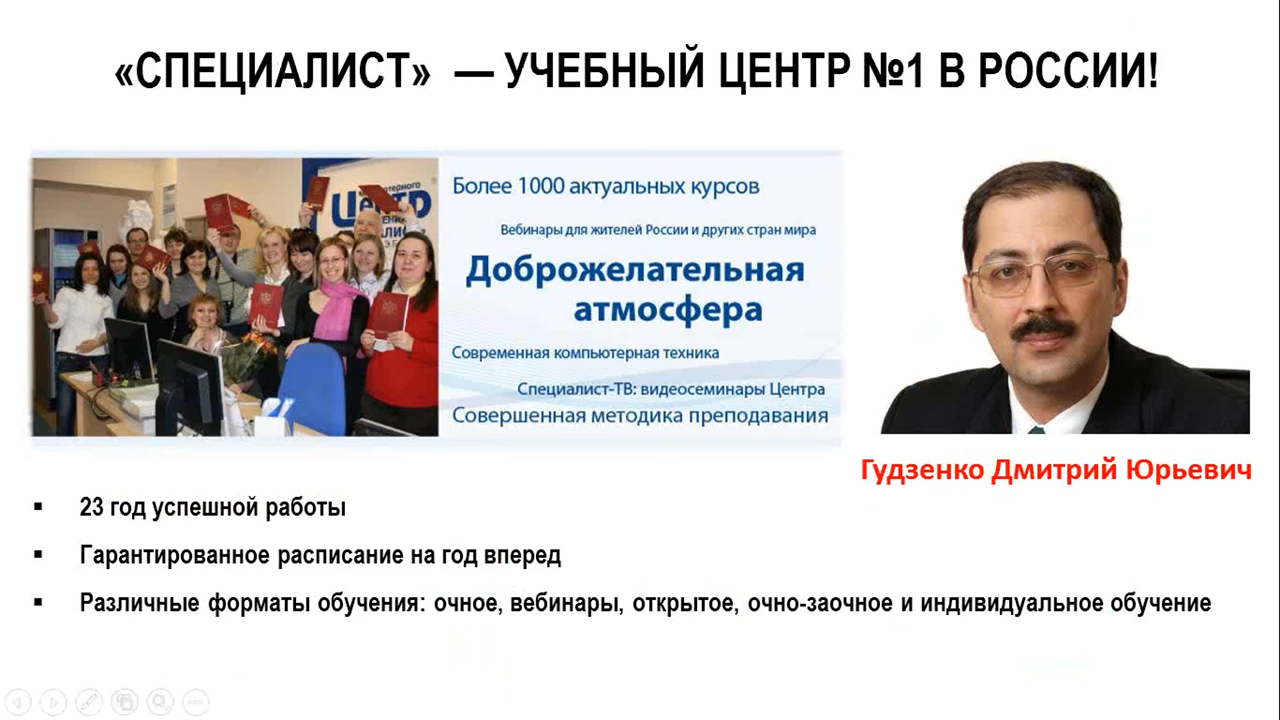 «СПЕЦИАЛИСТ» — УЧЕБНЫЙ ЦЕНТР №1 В РОССИИ!
Центр
Более 1000 актуальных курсов
Вебинары для жителей России и других стран мира
Доброжелательная
атмосфера
Современная компьютерная техника
Специалист-ТВ: видеосеминары Центра
Совершенная методика преподавания
Гудзенко Дмитрий Юрьевич
23 год успешной работы
Гарантированное расписание на год вперед
Различные форматы обучения: очное, вебинары, открытое, очно-заочное и индивидуальное обучение